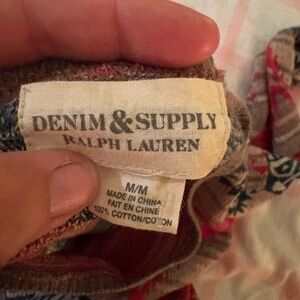 DENIM & SUPPLY
RALPH LAUREN
M/M
MADE IN CHINA
FAIT EN CHINE
100% COTTON/COTON